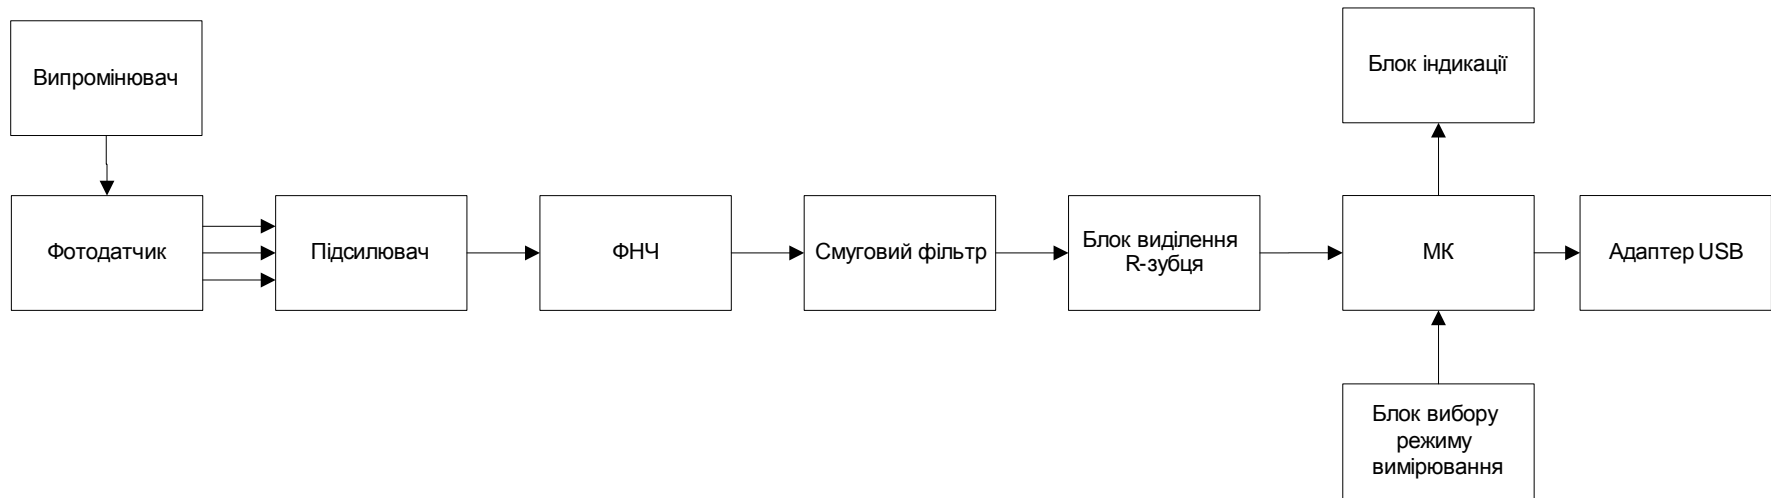 Випромінювач
Блок індикації
Фотодатчик
Підсилювач
ФНЧ
Смуговий фільтр
Блок виділення
R-зубця
МК
Адаптер USB
Блок вибору
режиму
вимірювання